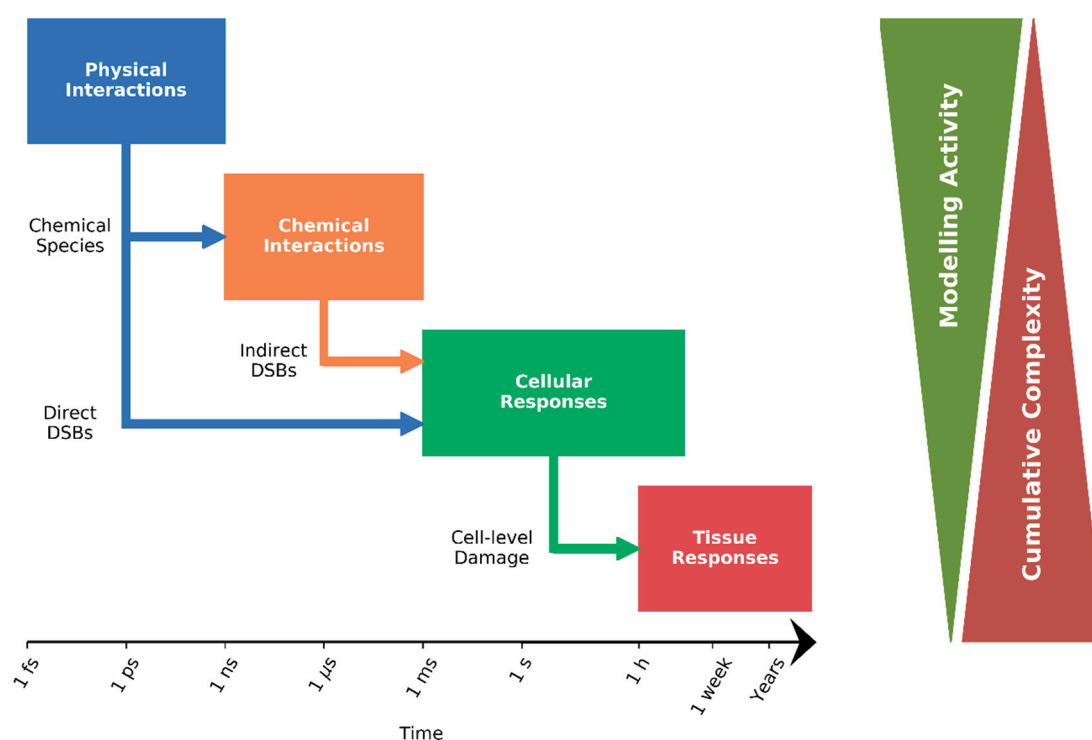 Physical
Interactions
Chemical
Species
Chemical
Interactions
Indirect
DSBs
Direct
DSBs
Cellular
Responses
Cell-level
Damage
Tissue
Responses
1 fs
1 ps
1 ns
1 μs
1 ms
1 s
1 h
1 week
Years
Time
Modelling Activity
Cumulative Complexity